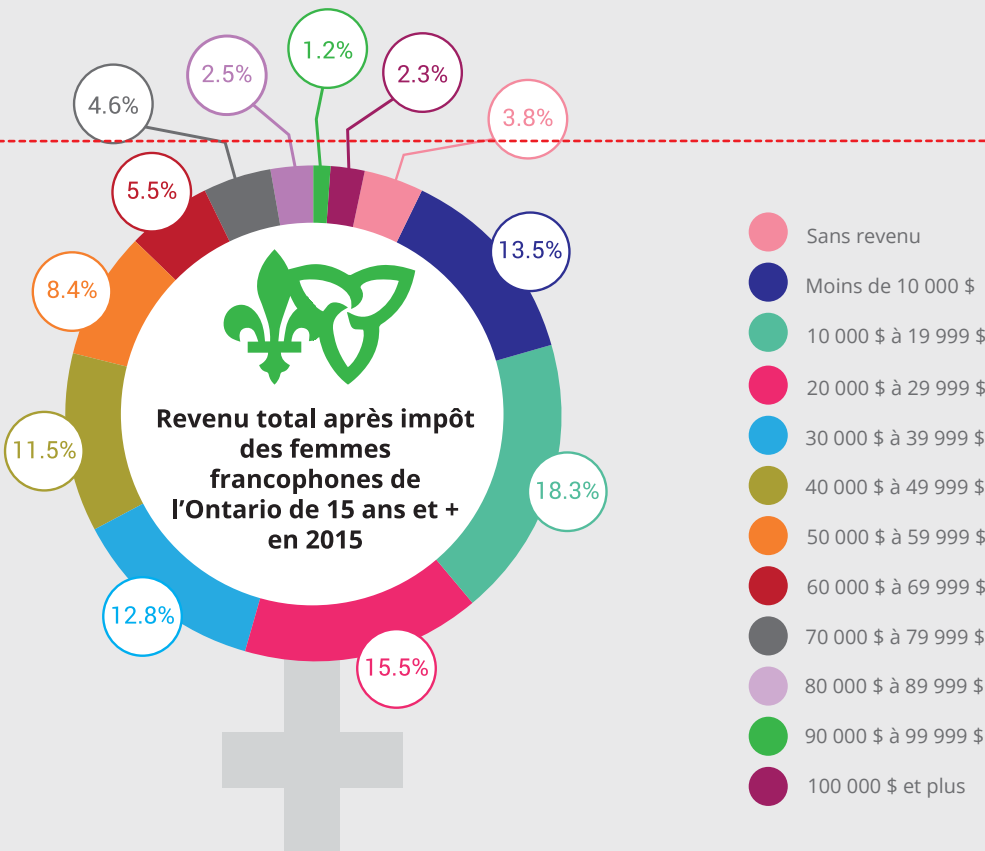 1.2%
2.5%
2.3%
4.6%
3.8%
5.5%
13.5%
8.4%
11.5%
18.3%
12.8%
15.5%
Revenu total après impôt
des femmes
francophones de
l'Ontario de 15 ans et +
en 2015
Sans revenu
Moins de 10 000 $
10 000 $ à 19 999 $
20 000 $ à 29 999 $
30 000 $ à 39 999 $
40 000 $ à 49 999 $
50 000 $ à 59 999 $
60 000 $ à 69 999 $
70 000 $ à 79 999 $
80 000 $ à 89 999 $
90 000 $ à 99 999 $
100 000 $ et plus